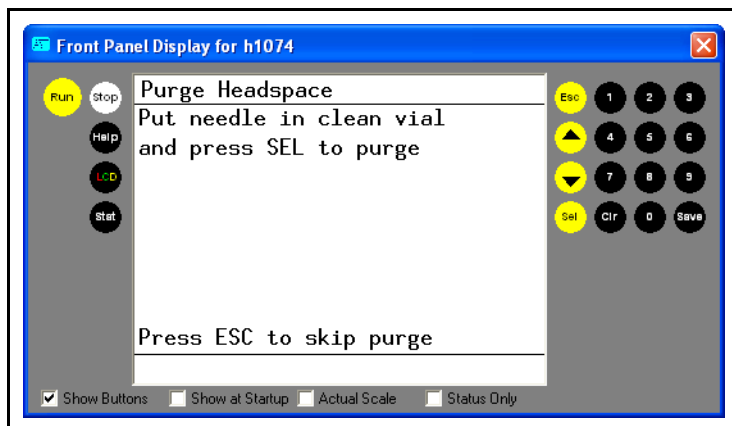 Front Panel Display for h1074
Run Stop
Help
LCD
Stat
Purge Headspace
Put needle in clean vial
and press SEL to purge
Press ESC to skip purge
Esc 1 2 3
4 5 6
7 8 9
Sel Clr 0 Save
Show Buttons Show at Startup Actual Scale Status Only